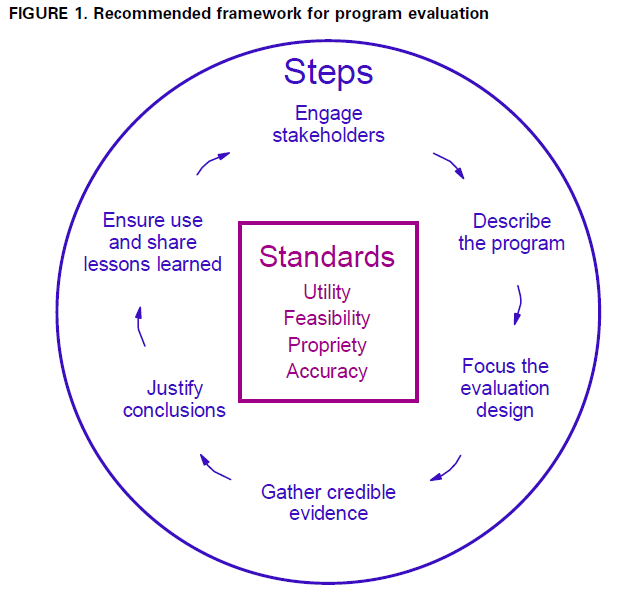 FIGURE 1. Recommended framework for program evaluation
Steps
Engage
stakeholders
Describe
the program
Focus the
evaluation
design
Gather credible
evidence
Justify
conclusions
Ensure use
and share
lessons learned
Standards
Utility
Feasibility
Propriety
Accuracy